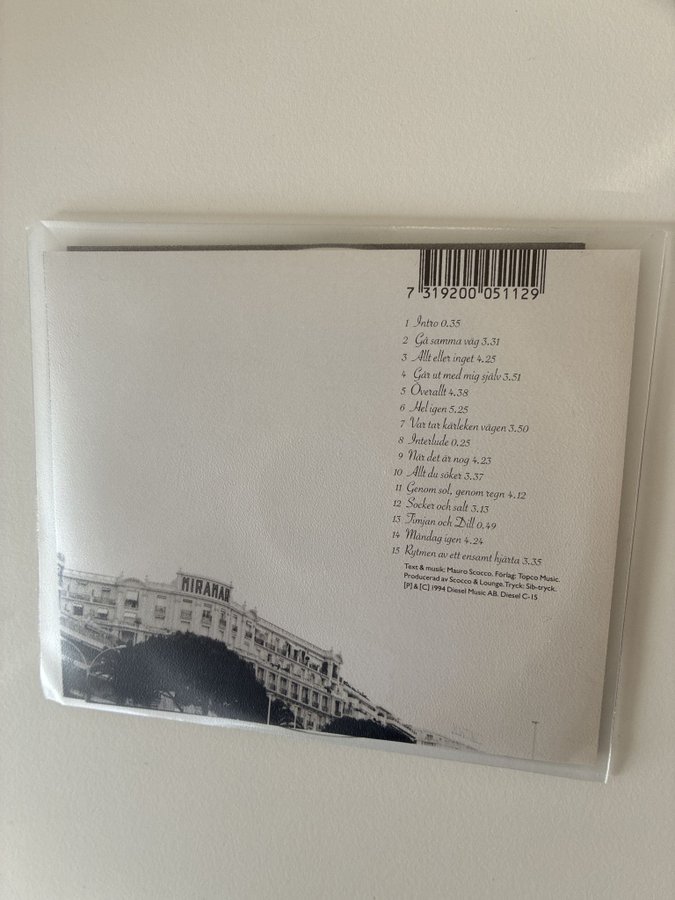 7 319200 051129
1 Intro 0.35
2 Gå samma väg 3.31
3 Allt eller inget 4.25
4 Går ut med mig själv 3.51
5 Överallt 4.38
6 Hel igen 5.25
7 Var tar kärleken vägen 3.50
8 Interlude 0.25
9 När det är nog 4.23
10 Allt du söker 3.37
11 Genom sol, genom regn 4.12
12 Socker och salt 3.13
13 Timjan och Dill 0.49
14 Måndag igen 4.24
15 Rytmen av ett ensamt hjärta 3.35
Text & musik: Mauro Scocco. Förlag: Topco Music.
Producerad av Scocco & Lounge. Tryck: Sib-tryck.
[P] & [C] 1994 Diesel Music AB. Diesel C-15
MIRAMAR